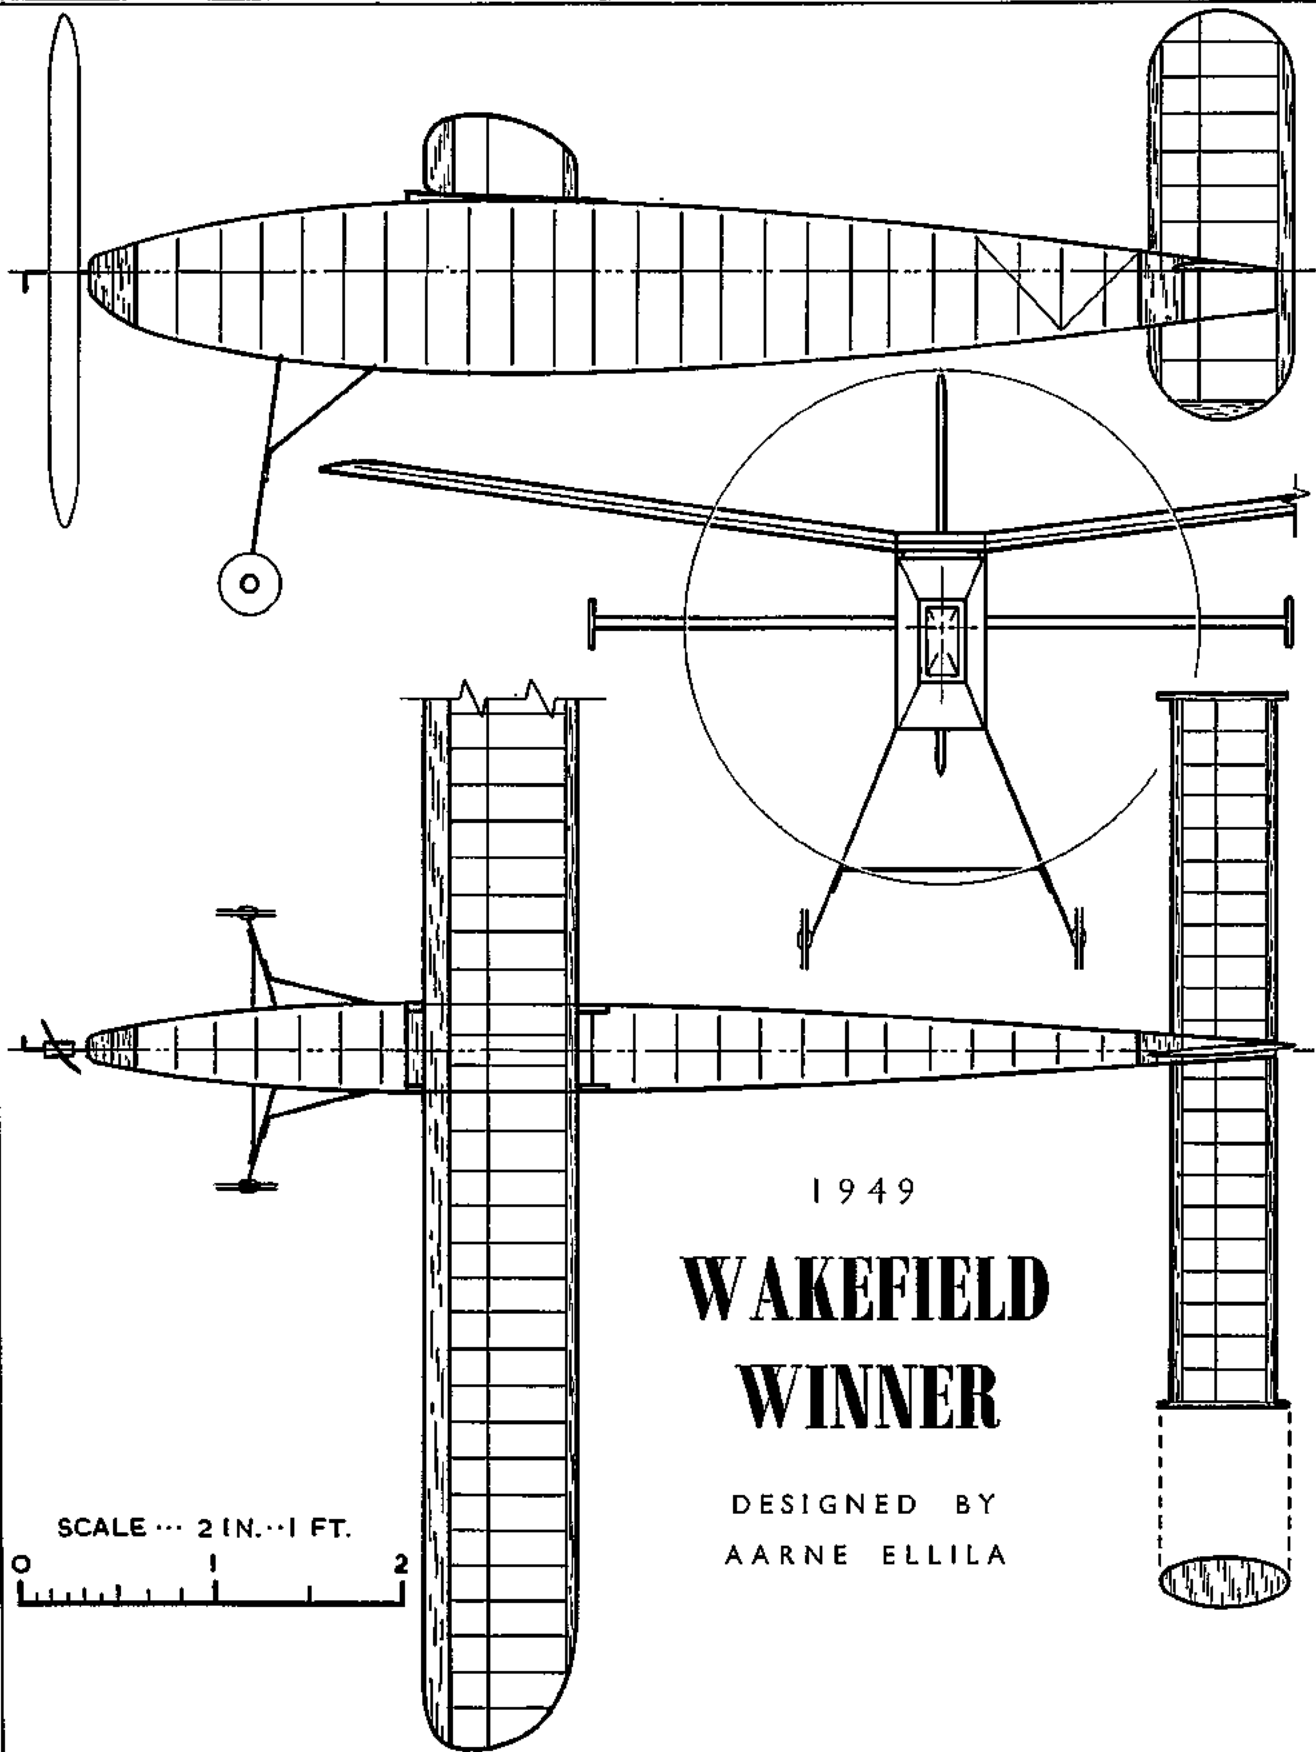 1949
WAKEFIELD
WINNER
DESIGNED BY
AARNE ELLILA
SCALE ··· 2 IN.··1 FT.
0 1 2